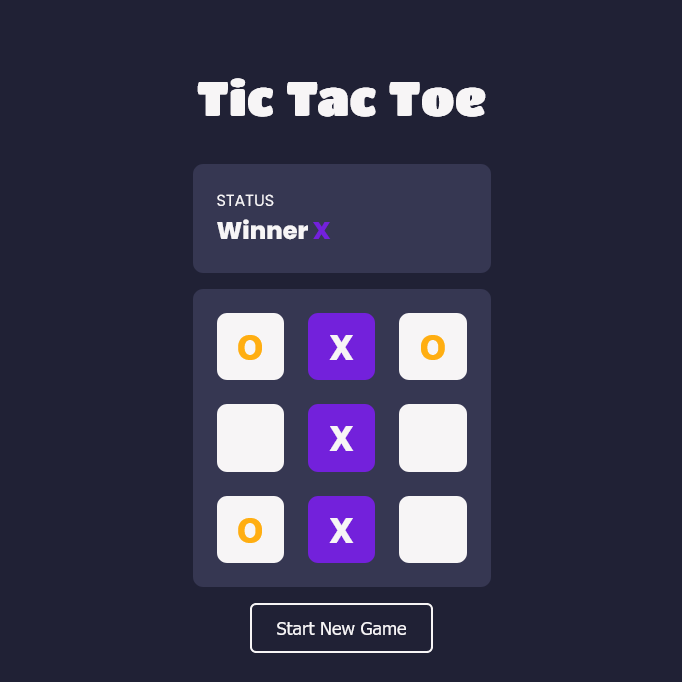 Tic Tac Toe
STATUS
Winner X
O X O
X
O X
Start New Game